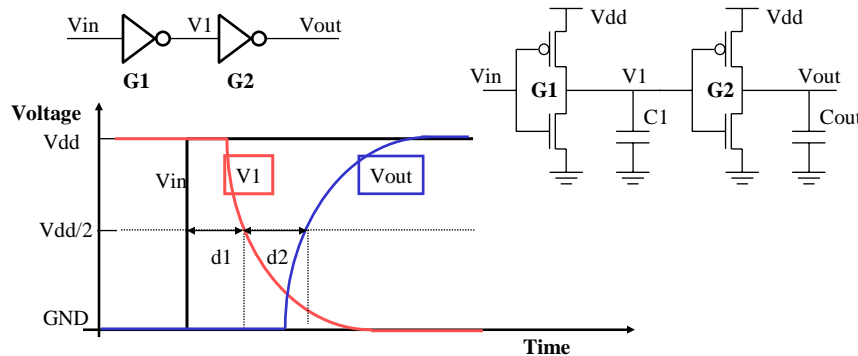 Vin V1 Vout
G1 G2
Vdd Vdd
Vin G1 V1 G2 Vout
C1 Cout
Voltage
Vdd
Vin V1 Vout
Vdd/2
d1 d2
GND
Time